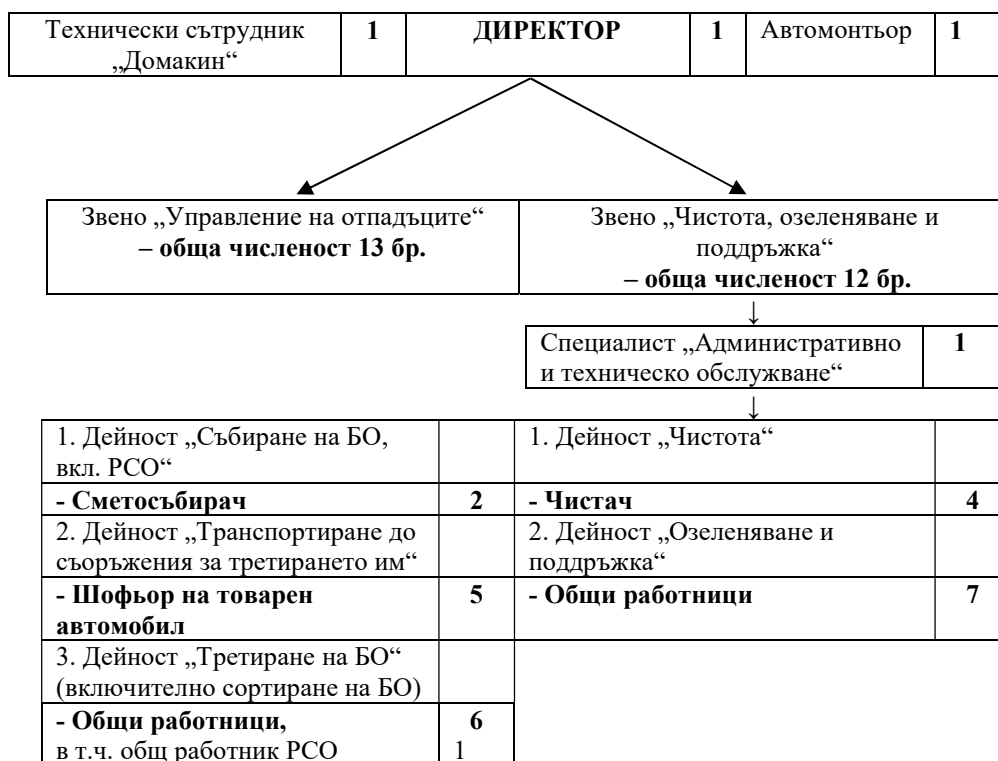 Технически сътрудник 1 ДИРЕКТОР 1 Автомонтьор 1
„Домакин“
Звено „Управление на отпадъците“
– обща численост 13 бр.
Звено „Чистота, озеленяване и
поддръжка“
– обща численост 12 бр.
↓
Специалист „Административно 1
и техническо обслужване“
↓
1. Дейност „Събиране на БО,
вкл. РСО“
1. Дейност „Чистота“
- Сметосъбирач 2
- Чистач 4
2. Дейност „Транспортиране до
съоръжения за третирането им“
2. Дейност „Озеленяване и
поддръжка“
- Шофьор на товарен 5
автомобил
- Общи работници 7
3. Дейност „Третиране на БО“
(включително сортиране на БО)
- Общи работници, 6
в т.ч. общ работник РСО 1